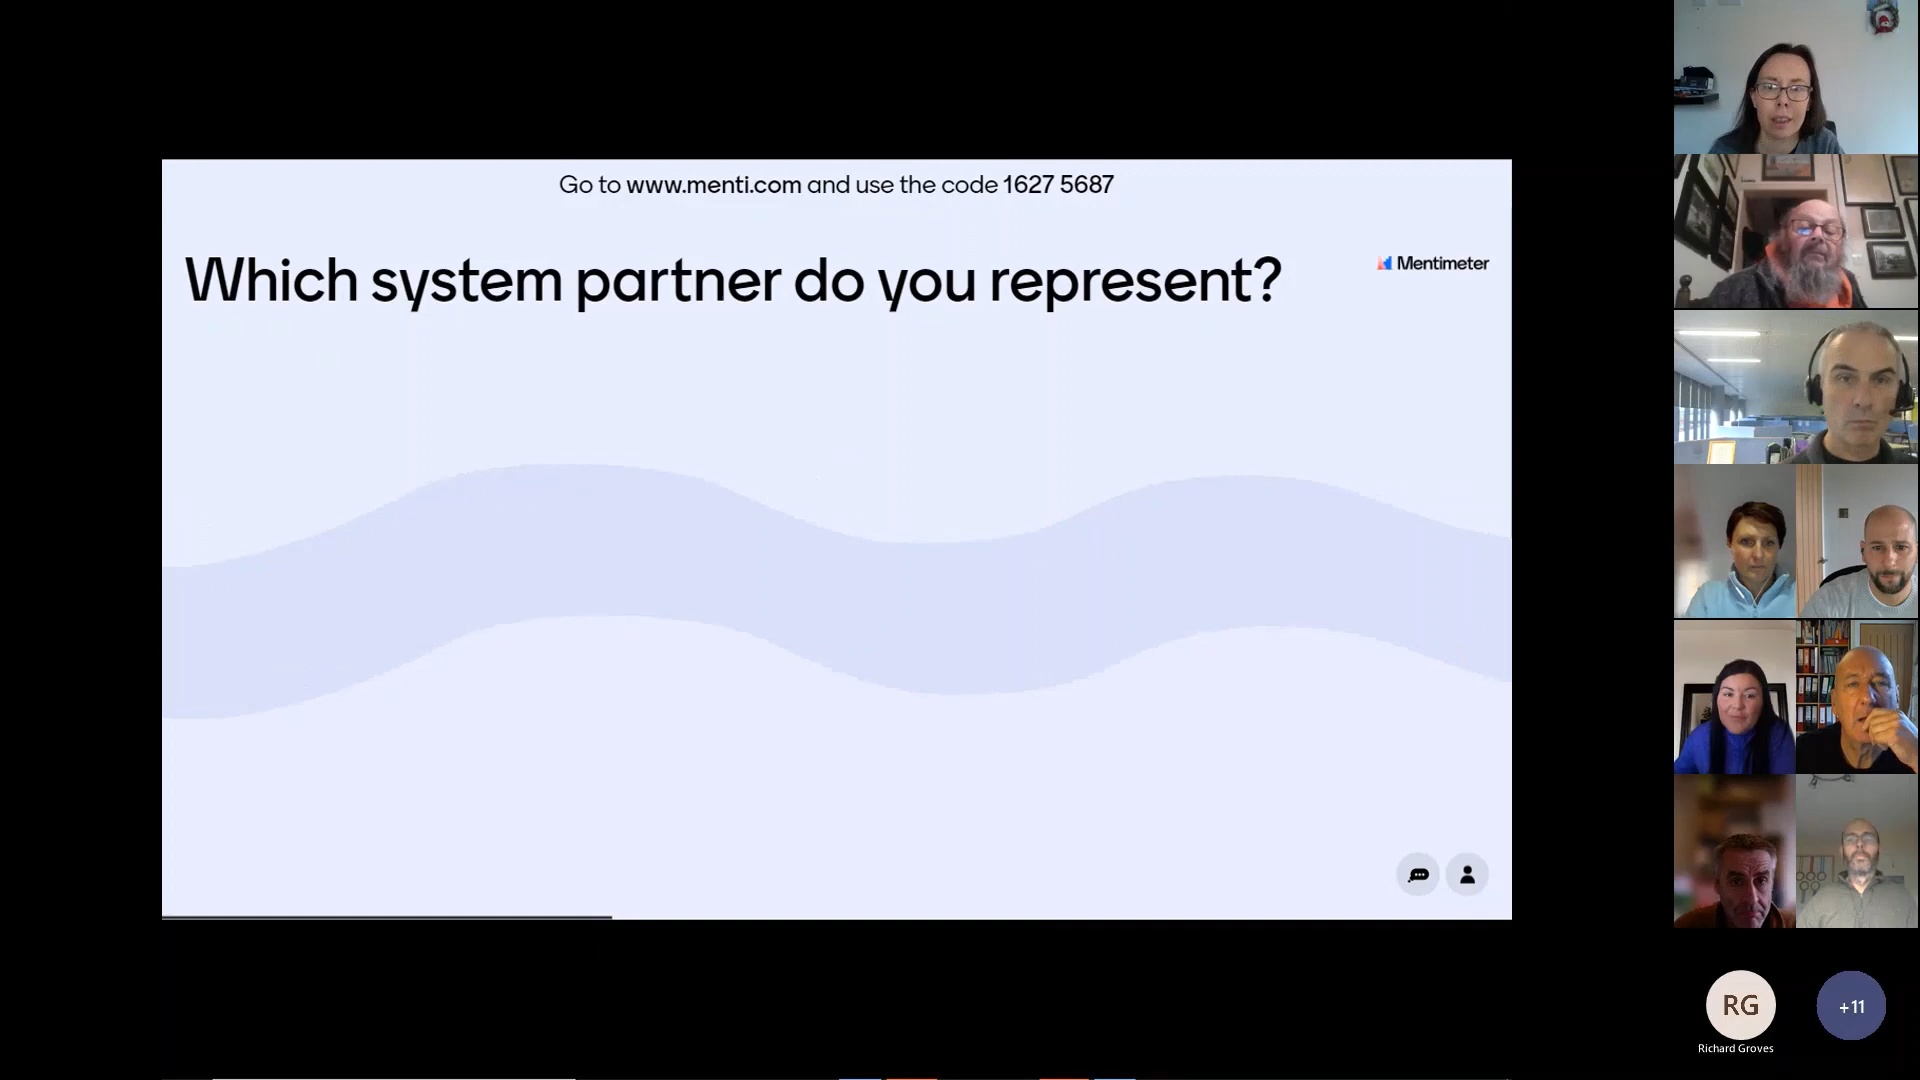 Go to www.menti.com and use the code 1627 5687
Which system partner do you represent?
Mentimeter
RG
+11
Richard Groves